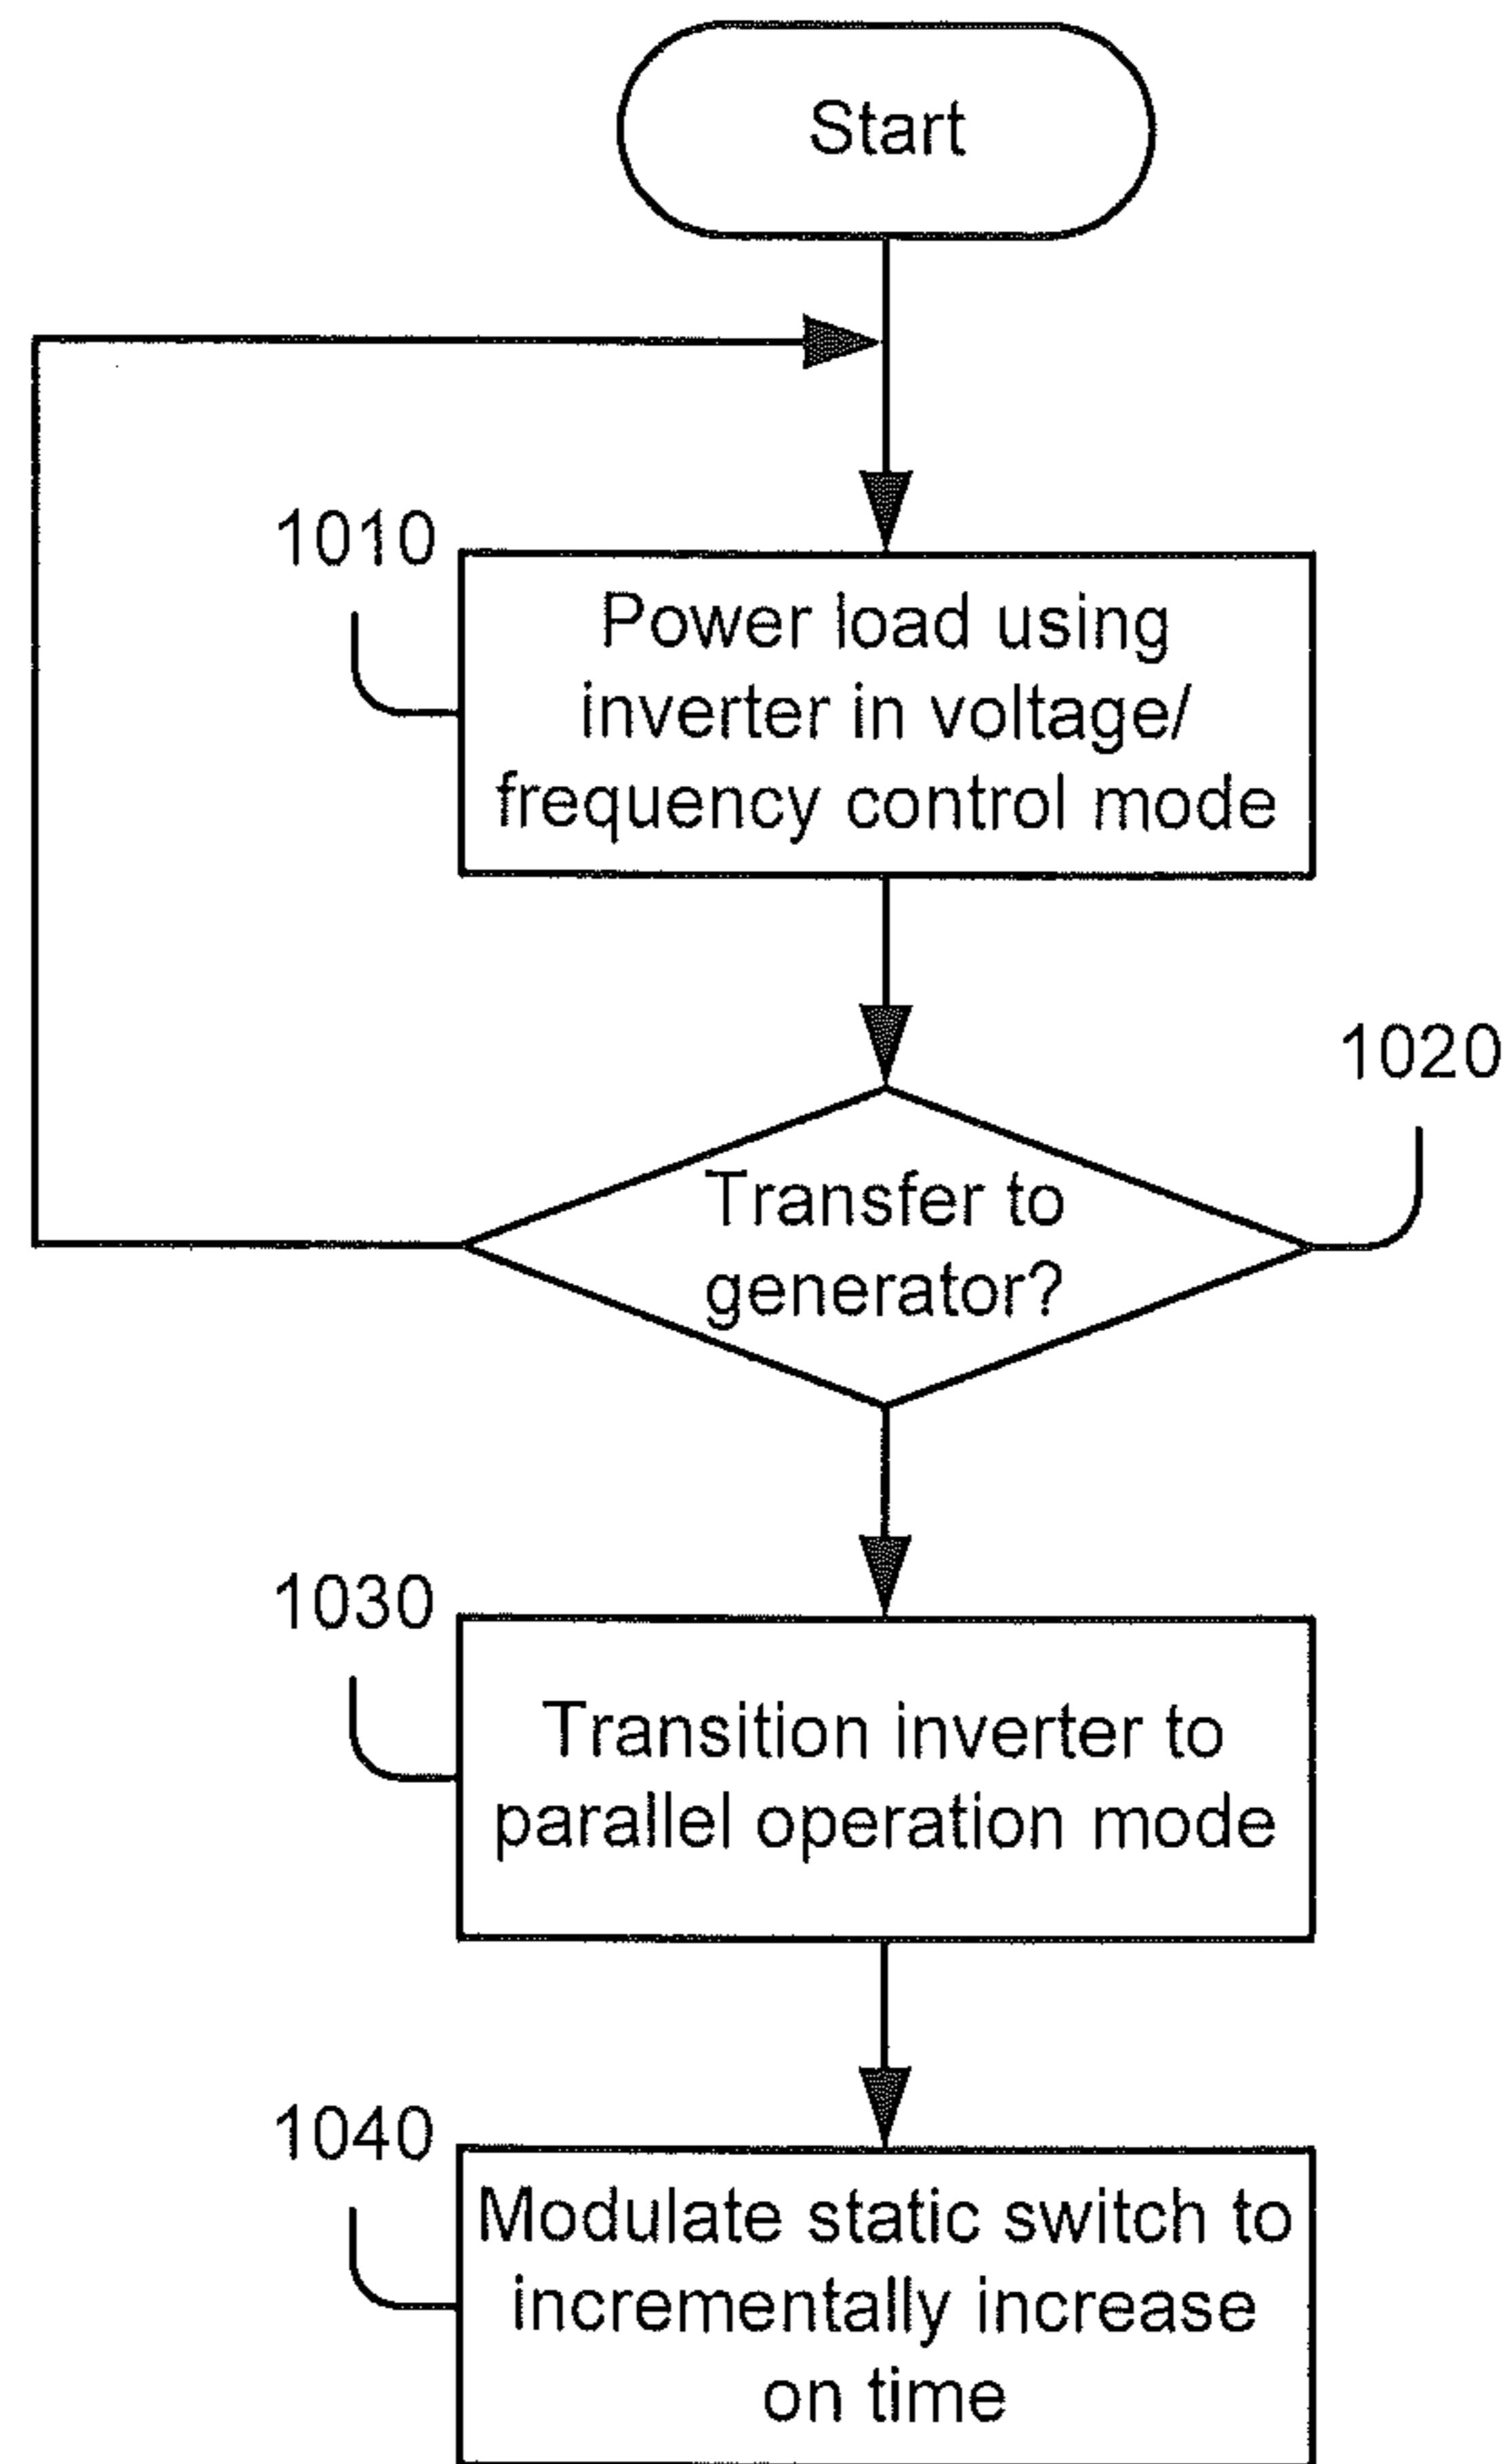 Start
1010
Power load using
inverter in voltage/
frequency control mode
1020
Transfer to
generator?
1030
Transition inverter to
parallel operation mode
1040
Modulate static switch to
incrementally increase
on time